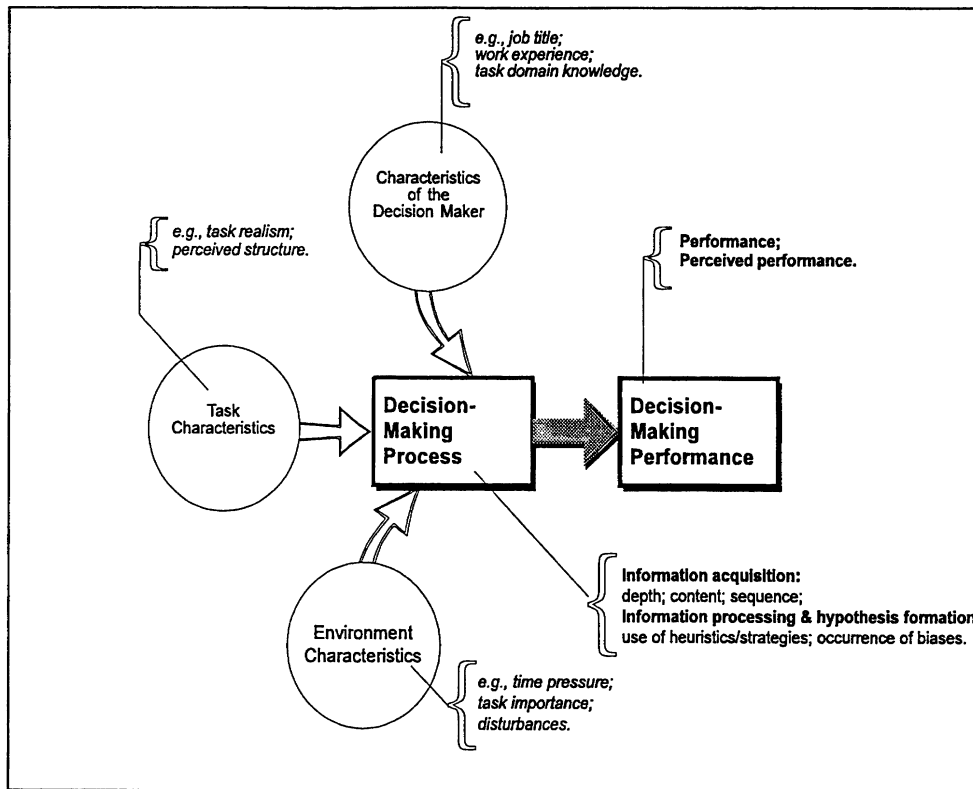 e.g., job title;
work experience;
task domain knowledge.
Characteristics
of the
Decision Maker
e.g., task realism;
perceived structure.
Performance;
Perceived performance.
Task
Characteristics
Decision-
Making
Process
Decision-
Making
Performance
Information acquisition:
depth; content; sequence;
Information processing & hypothesis formation
use of heuristics/strategies; occurrence of biases.
Environment
Characteristics
e.g., time pressure;
task importance;
disturbances.